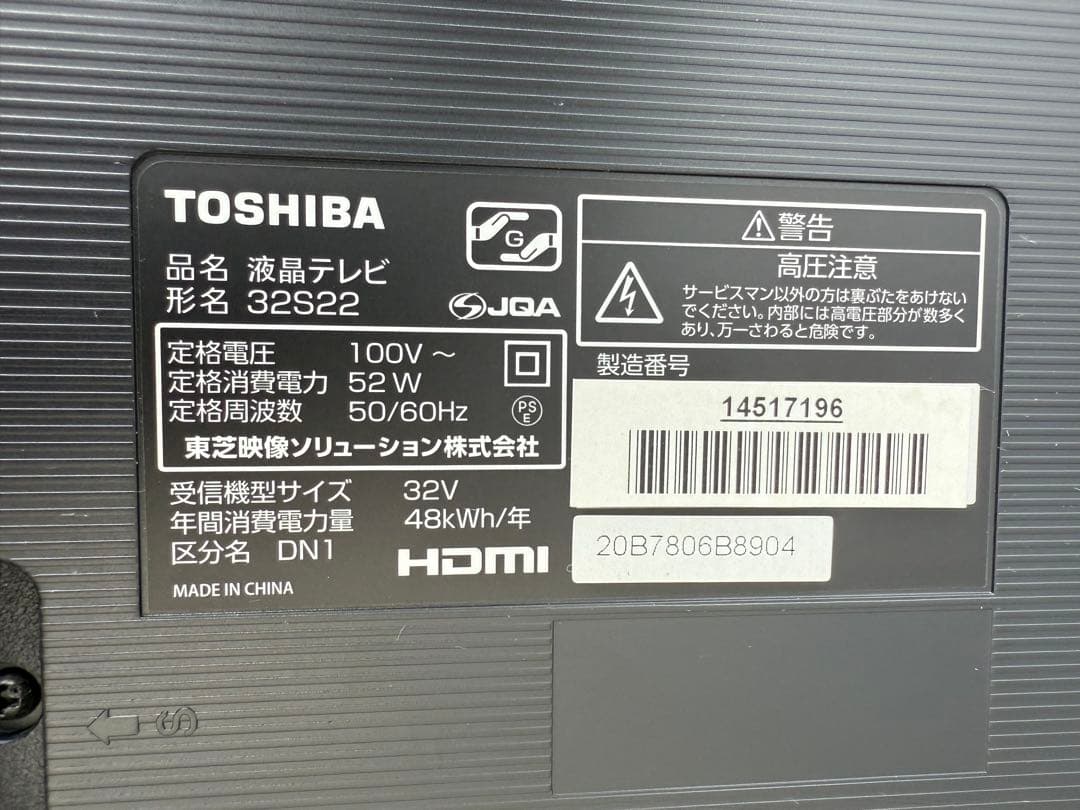 TOSHIBA
品名 液晶テレビ
形名 32S22
G
JQA
定格電圧 100V～
定格消費電力 52W
定格周波数 50/60Hz
PS
E
東芝映像ソリューション株式会社
受信機型サイズ 32V
年間消費電力量 48kWh/年
区分名 DN1
HDMI
MADE IN CHINA
警告
高圧注意
サービスマン以外の方は裏ぶたをあけない
でください。内部には高電圧部分が数多く
あり、万一さわると危険です。
製造番号
14517196
20B7806B8904
S